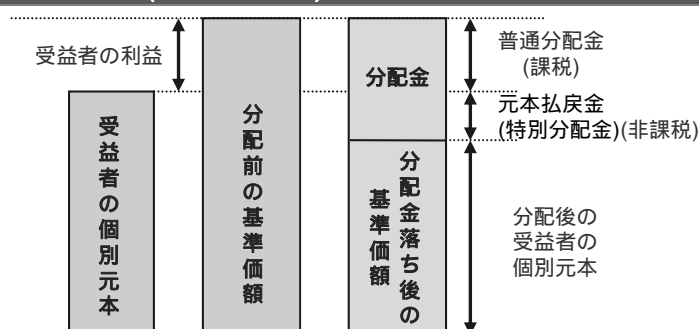 受益者の利益
受益者の個別元本
分配前の基準価額
分配金
分配金落ち後の
基準価額
普通分配金
(課税)
元本払戻金
(特別分配金)(非課税)
分配後の
受益者の
個別元本